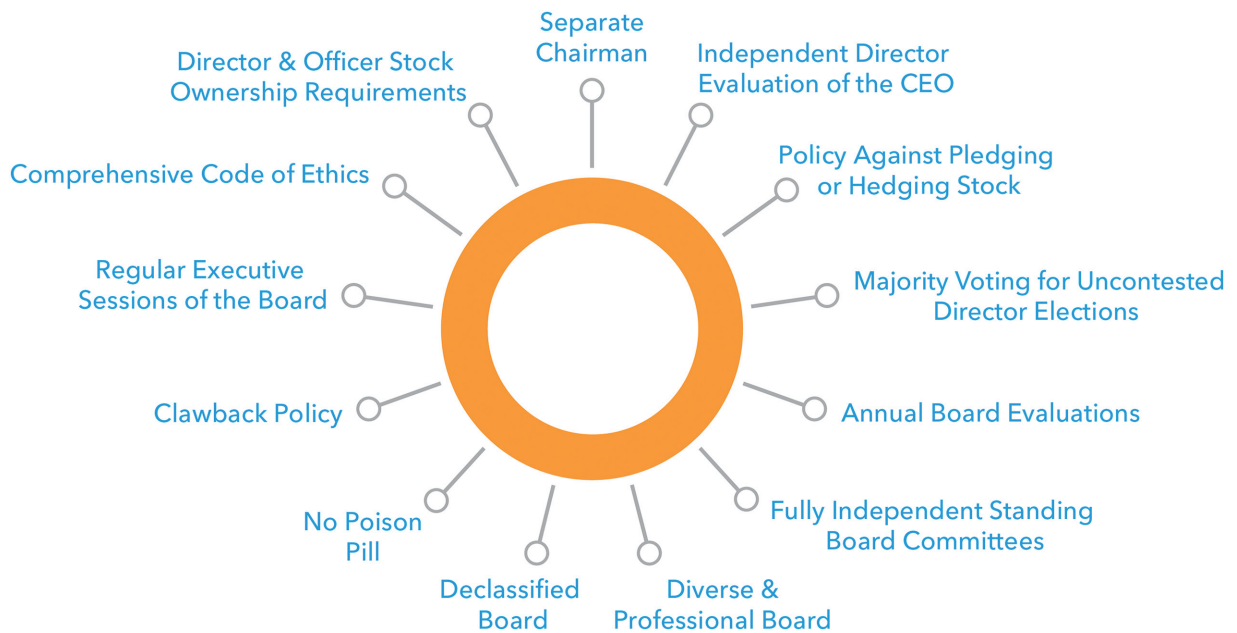 Separate
Chairman
Independent Director
Evaluation of the CEO
Policy Against Pledging
or Hedging Stock
Majority Voting for Uncontested
Director Elections
Annual Board Evaluations
Fully Independent Standing
Board Committees
Diverse &
Professional Board
Declassified
Board
No Poison
Pill
Clawback Policy
Regular Executive
Sessions of the Board
Comprehensive Code of Ethics
Director & Officer Stock
Ownership Requirements